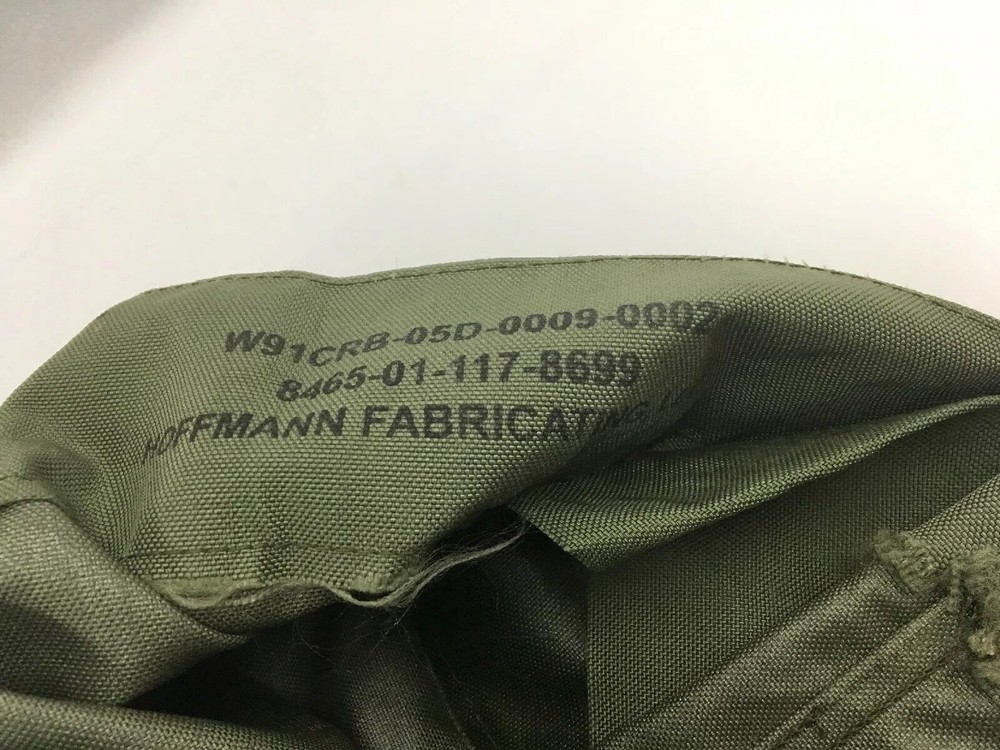 W91CRB-05D-0009-0002
8465-01-117-8699
HOFFMANN FABRICATING